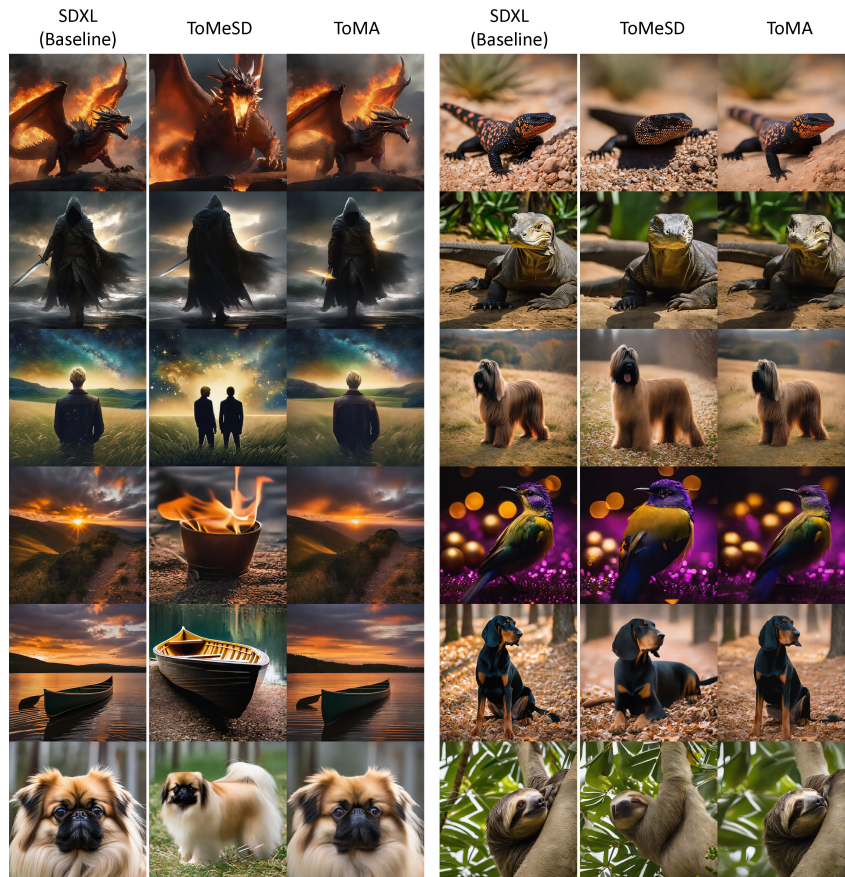 SDXL
(Baseline)
ToMeSD
ToMA
SDXL
(Baseline)
ToMeSD
ToMA